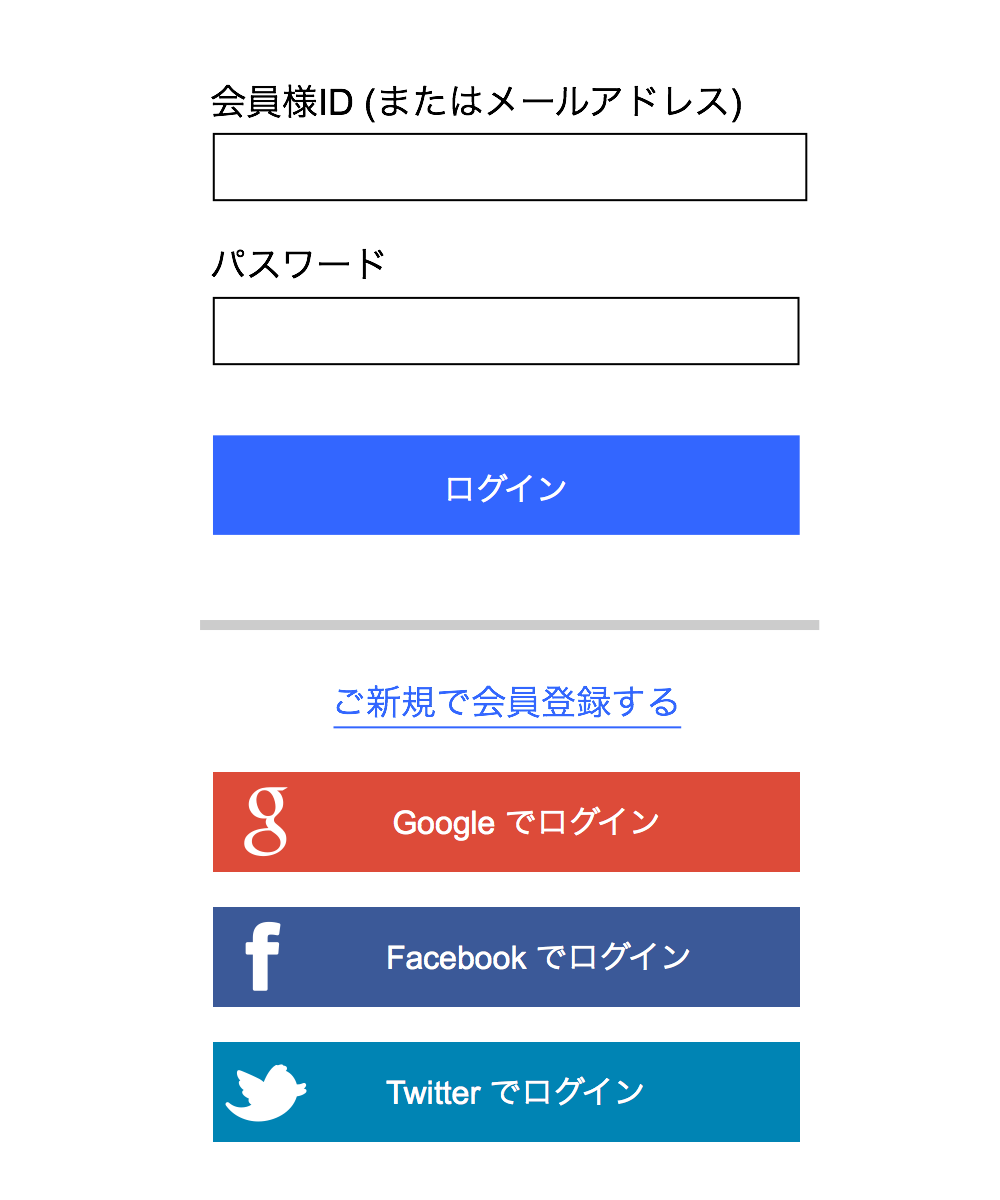 会員様ID (またはメールアドレス)
パスワード
ログイン
ご新規で会員登録する
g
Google でログイン
f
Facebook でログイン
Twitter でログイン